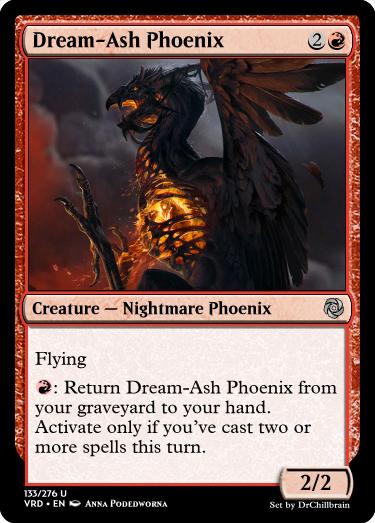 Dream-Ash Phoenix 2
Creature — Nightmare Phoenix
Flying
: Return Dream-Ash Phoenix from
your graveyard to your hand.
Activate only if you've cast two or
more spells this turn.
2/2
133/276 U
VRD • EN Anna Podedworna
Set by DrChillbrain